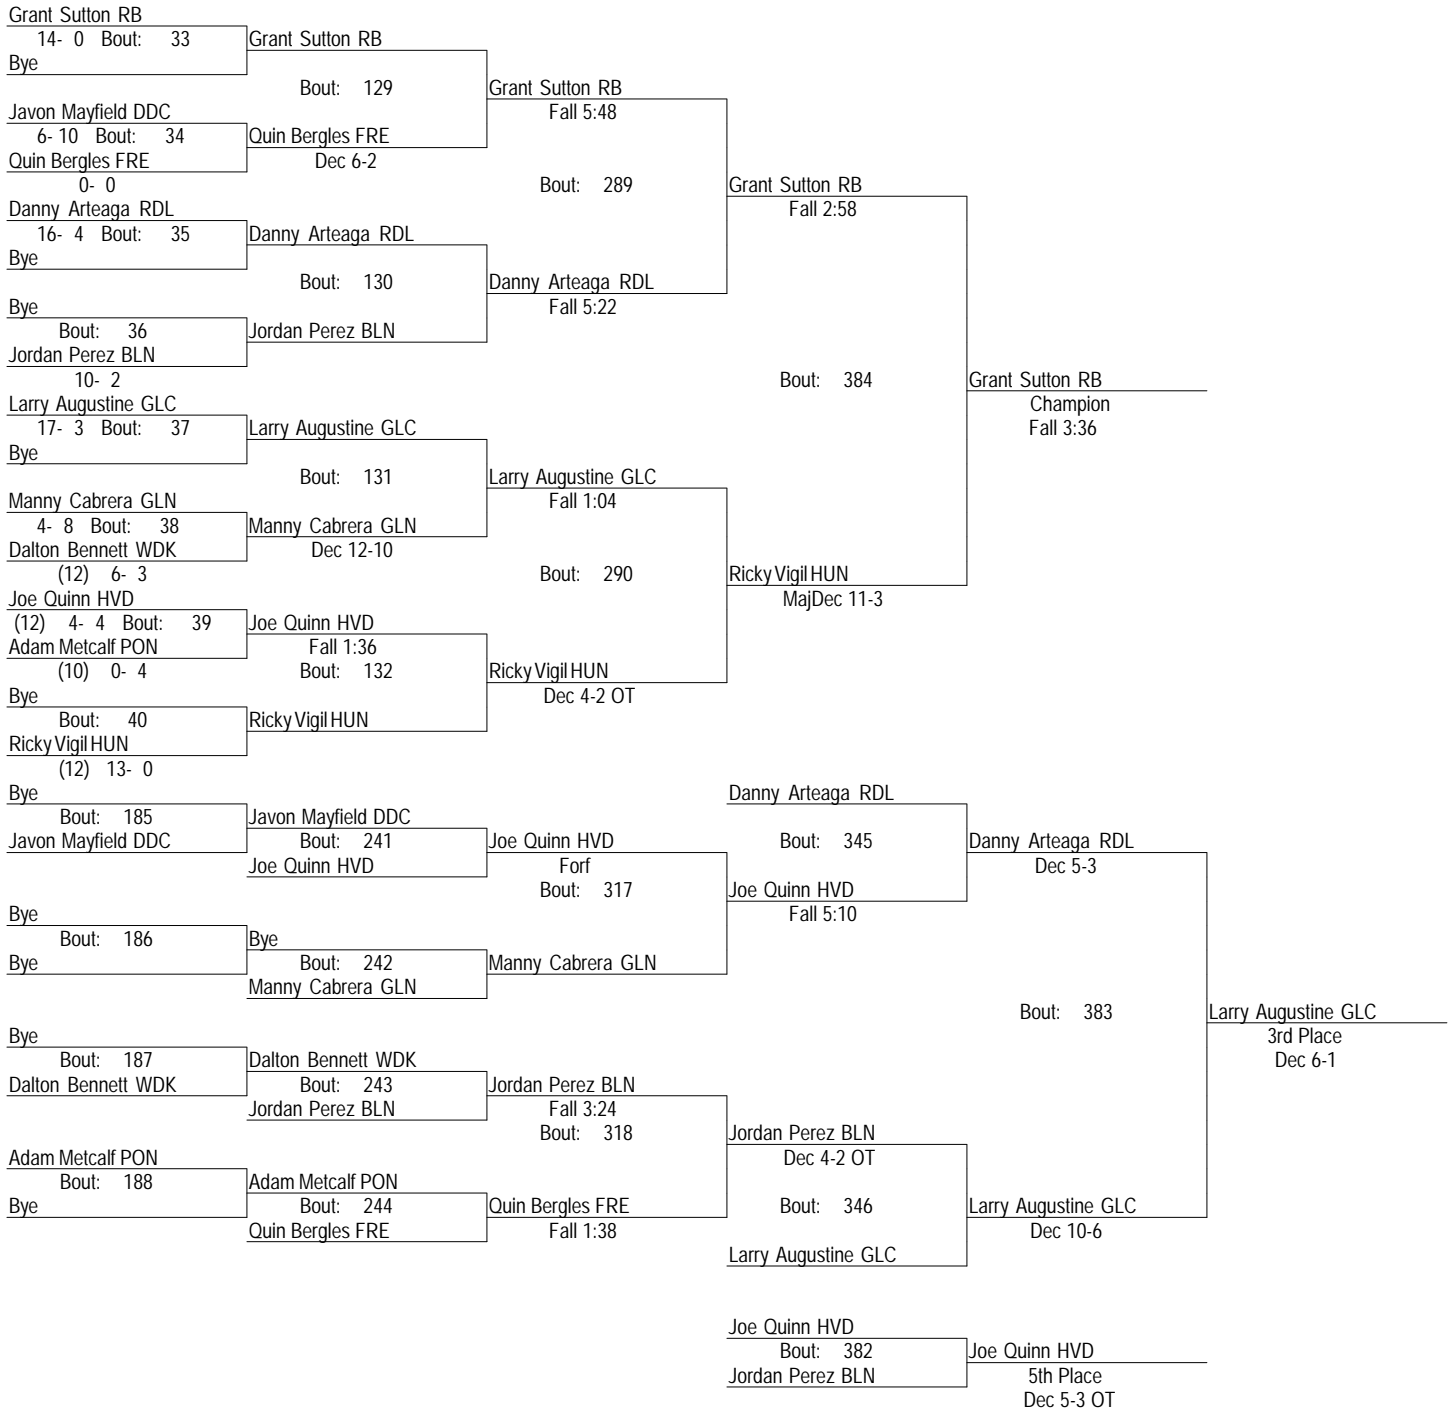 Grant Sutton RB
14- 0 Bout: 33 Grant Sutton RB
Bye
Bout: 129 Grant Sutton RB
Javon Mayfield DDC Fall 5:48
6- 10 Bout: 34 Quin Bergles FRE
Quin Bergles FRE Dec 6-2
0- 0 Bout: 289 Grant Sutton RB
Danny Arteaga RDL Fall 2:58
16- 4 Bout: 35 Danny Arteaga RDL
Bye
Bout: 130 Danny Arteaga RDL
Bye Fall 5:22
Bout: 36 Jordan Perez BLN
Jordan Perez BLN
10- 2 Bout: 384 Grant Sutton RB
Larry Augustine GLC Champion
17- 3 Bout: 37 Larry Augustine GLC Fall 3:36
Bye
Bout: 131 Larry Augustine GLC
Manny Cabrera GLN Fall 1:04
4- 8 Bout: 38 Manny Cabrera GLN
Dalton Bennett WDK Dec 12-10
(12) 6- 3 Bout: 290 Ricky Vigil HUN
Joe Quinn HVD MajDec 11-3
(12) 4- 4 Bout: 39 Joe Quinn HVD
Adam Metcalf PON Fall 1:36
(10) 0- 4 Bout: 132 Ricky Vigil HUN
Bye Dec 4-2 OT
Bout: 40 Ricky Vigil HUN
Ricky Vigil HUN
(12) 13- 0
Bye Danny Arteaga RDL
Bout: 185 Javon Mayfield DDC
Javon Mayfield DDC Bout: 241 Joe Quinn HVD Bout: 345 Danny Arteaga RDL
Joe Quinn HVD Forf Dec 5-3
Bout: 317 Joe Quinn HVD
Bye Fall 5:10
Bout: 186 Bye
Bye Bout: 242 Manny Cabrera GLN
Manny Cabrera GLN
Bout: 383 Larry Augustine GLC
Bye 3rd Place
Bout: 187 Dalton Bennett WDK Dec 6-1
Dalton Bennett WDK Bout: 243 Jordan Perez BLN
Jordan Perez BLN Fall 3:24
Bout: 318 Jordan Perez BLN
Adam Metcalf PON Dec 4-2 OT
Bout: 188 Adam Metcalf PON
Bye Bout: 244 Quin Bergles FRE Bout: 346 Larry Augustine GLC
Quin Bergles FRE Fall 1:38 Dec 10-6
Larry Augustine GLC
Joe Quinn HVD
Bout: 382 Joe Quinn HVD
Jordan Perez BLN 5th Place
Dec 5-3 OT